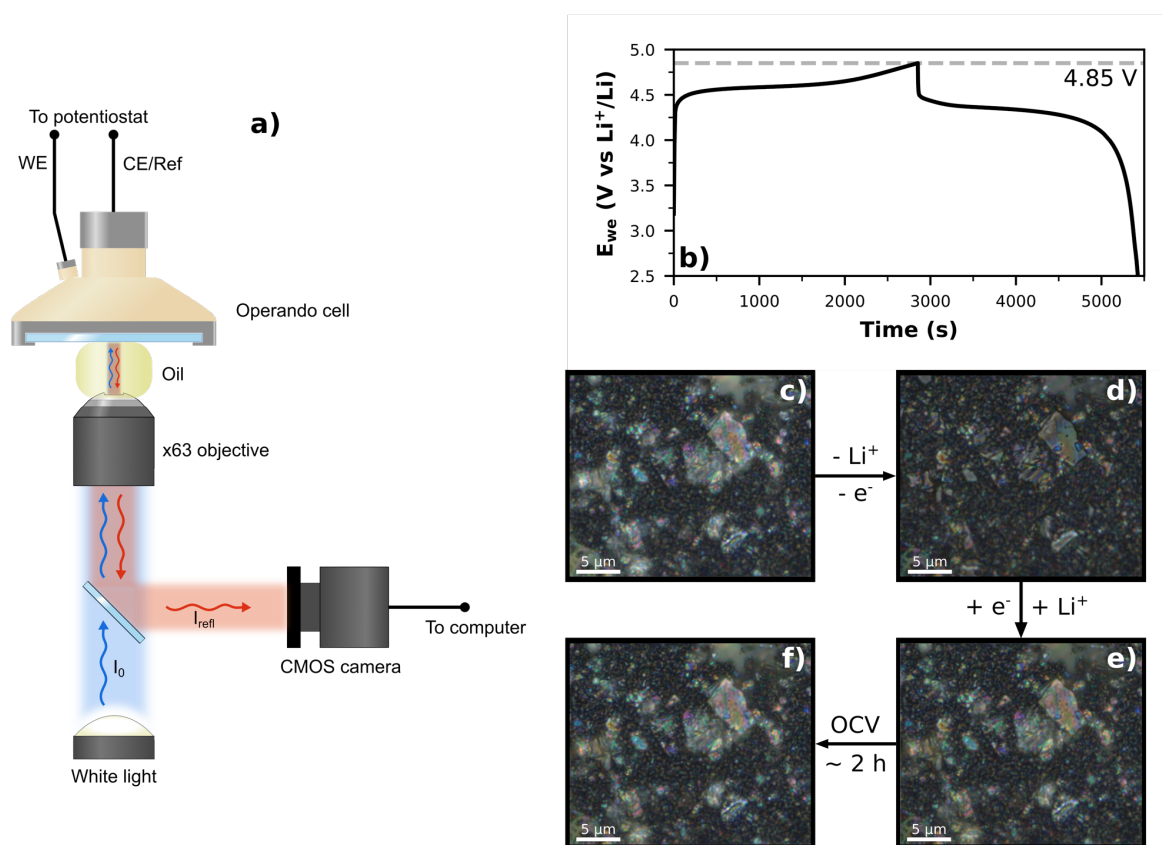 a)
To potentiostat
WE
CE/Ref
Operando cell
Oil
x63 objective
I_refl
To computer
CMOS camera
I_0
White light
b)
E_we (V vs Li⁺/Li)
5.0
4.5
4.0
3.5
3.0
2.5
4.85 V
0
1000
2000
3000
4000
5000
Time (s)
c)
5 μm
- Li⁺
- e⁻
d)
5 μm
+ e⁻ + Li⁺
f)
5 μm
OCV
~ 2 h
e)
5 μm